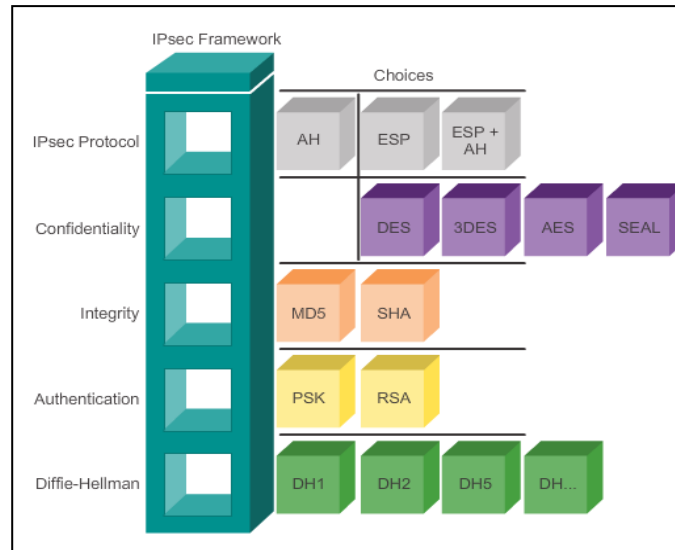 IPsec Framework
Choices
IPsec Protocol
AH
ESP
ESP +
AH
Confidentiality
DES
3DES
AES
SEAL
Integrity
MD5
SHA
Authentication
PSK
RSA
Diffie-Hellman
DH1
DH2
DH5
DH...